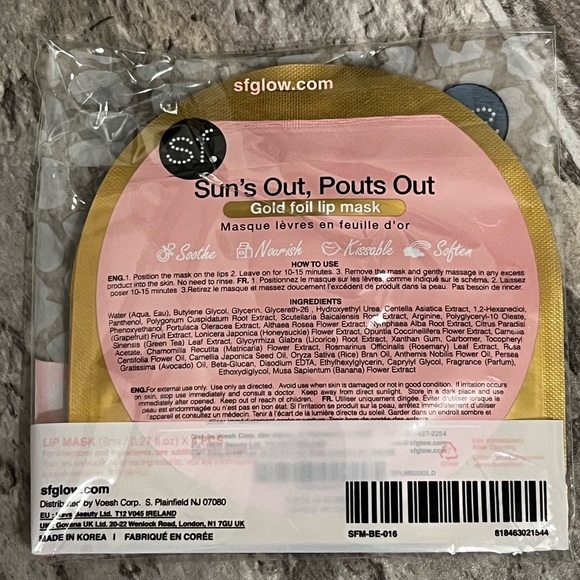 sfglow.com
sf.
Sun's Out, Pouts Out
Gold foil lip mask
Masque lèvres en feuille d'or
Soothe Nourish Kissable Soften
HOW TO USE
ENG.1. Position the mask on the lips 2. Leave on for 10-15 minutes. 3. Remove the mask and gently massage in any excess
product into the skin. No need to rinse. FR. 1. Positionnez le masque sur les lèvres, comme indiqué sur le schéma. 2. Laissez
poser 10-15 minutes 3.Retirez le masque et massez doucement l'excédent de produit dans la peau. Pas besoin de rincer.
INGREDIENTS
Water (Aqua, Eau), Butylene Glycol, Glycerin, Glycereth-26 , Hydroxyethyl Urea, Centella Asiatica Extract, 1,2-Hexanediol,
Panthenol, Polygonum Cuspidatum Root Extract, Scutellaria Baicalensis Root Extract, Arginine, Polyglyceryl-10 Oleate,
Phenoxyethanol, Portulaca Oleracea Extract, Althaea Rosea Flower Extract, Nymphaea Alba Root Extract, Citrus Paradisi
(Grapefruit) Fruit Extract, Lonicera Japonica (Honeysuckle) Flower Extract, Opuntia Coccinellifera Flower Extract, Camellia
Sinensis (Green Tea) Leaf Extract, Glycyrrhiza Glabra (Licorice) Root Extract, Xanthan Gum, Carbomer, Tocopheryl
Acetate, Chamomilla Recutita (Matricaria) Flower Extract, Rosmarinus Officinalis (Rosemary) Leaf Extract, Rosa
Centifolia Flower Oil, Camellia Japonica Seed Oil, Oryza Sativa (Rice) Bran Oil, Anthemis Nobilis Flower Oil, Persea
Gratissima (Avocado) Oil, Beta-Glucan, Disodium EDTA, Ethylhexylglycerin, Caprylyl Glycol, Fragrance (Parfum),
Ethoxydiglycol, Musa Sapientum (Banana) Flower Extract
ENG.For external use only. Use only as directed. Avoid use when skin is damaged or not in good condition. If irritation occurs
on skin, stop use immediately and consult a doctor. Keep away from direct sunlight. Store in a dark place and use
immediately after opened. Keep out of reach of children. FR. Utiliser uniquement dirigée. Éviter d'utiliser lorsque la
peau est endommagée ou n'est pas en bon état. Si l'irritation se produit sur la peau, arrêtez immédiatement d'utiliser
l'appareil et consultez un médecin. Tenir à l'écart de la lumière directe du soleil. Garder dans un endroit sombre et
LIP MASK
sfglow.com
Distributed by Voesh Corp. S. Plainfield NJ 07080
Beauty Ltd. T12 V045 IRELAND
Govana UK Ltd. 20-22 Wenlock Road, London, N1 7GU UK
MADE IN KOREA | FABRIQUÉ EN CORÉE
SFM-BE-016
818463021544